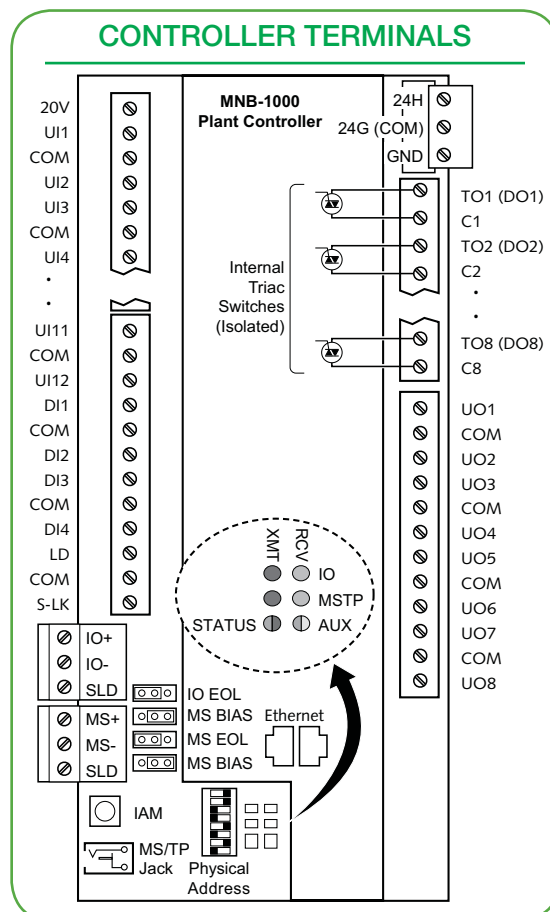 CONTROLLER TERMINALS
MNB-1000
Plant Controller
20V
UI1
COM
UI2
UI3
COM
UI4
.
.
UI11
COM
UI12
DI1
COM
DI2
DI3
COM
DI4
LD
COM
S-LK
24H
24G (COM)
GND
TO1 (DO1)
C1
TO2 (DO2)
C2
.
.
TO8 (DO8)
C8
Internal
Triac
Switches
(Isolated)
UO1
COM
UO2
UO3
COM
UO4
UO5
COM
UO6
UO7
COM
UO8
XMT
RCV
IO
MSTP
STATUS
AUX
IO+
IO-
SLD
MS+
MS-
SLD
IO EOL
MS BIAS
MS EOL
MS BIAS
Ethernet
IAM
MS/TP
Jack
Physical
Address